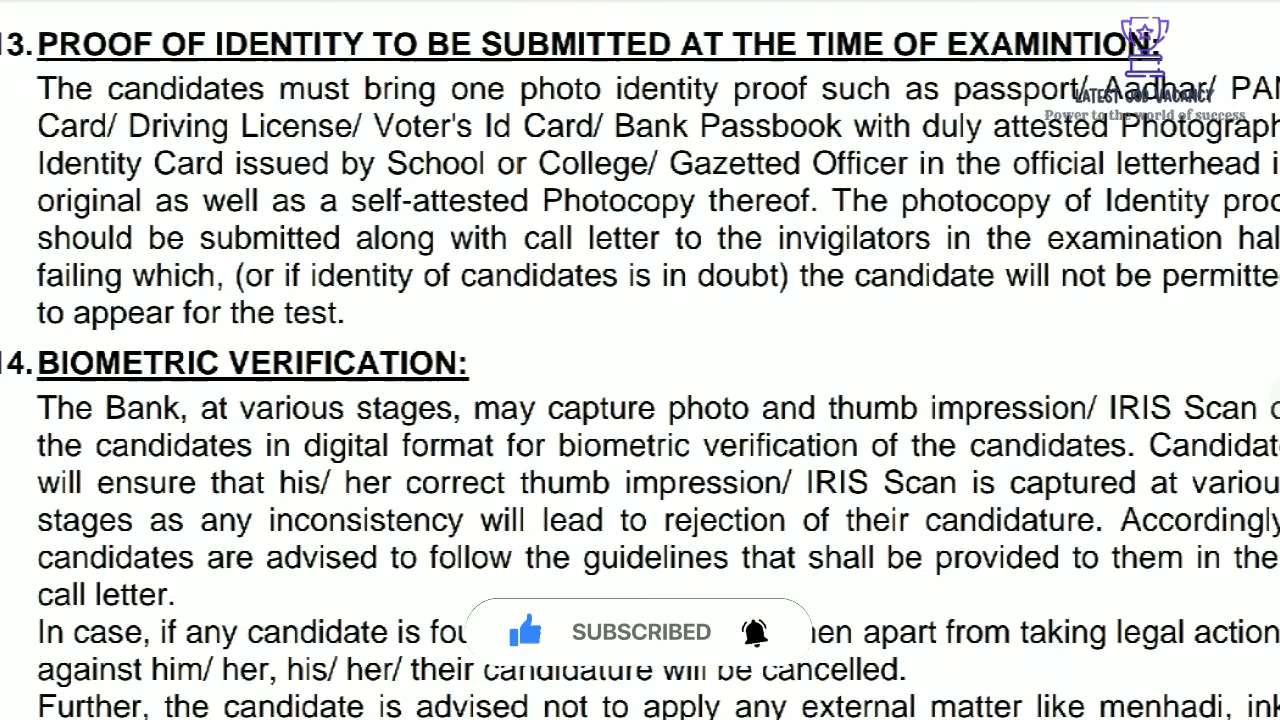 13. PROOF OF IDENTITY TO BE SUBMITTED AT THE TIME OF EXAMINTION:
The candidates must bring one photo identity proof such as passport/ Aadhar/ PAN
Card/ Driving License/ Voter's Id Card/ Bank Passbook with duly attested Photograph
Identity Card issued by School or College/ Gazetted Officer in the official letterhead i
original as well as a self-attested Photocopy thereof. The photocopy of Identity proo
should be submitted along with call letter to the invigilators in the examination hal
failing which, (or if identity of candidates is in doubt) the candidate will not be permitte
to appear for the test.
14. BIOMETRIC VERIFICATION:
The Bank, at various stages, may capture photo and thumb impression/ IRIS Scan o
the candidates in digital format for biometric verification of the candidates. Candidate
will ensure that his/ her correct thumb impression/ IRIS Scan is captured at variou
stages as any inconsistency will lead to rejection of their candidature. Accordingly
candidates are advised to follow the guidelines that shall be provided to them in the
call letter.
In case, if any candidate is fou
en apart from taking legal action
against him/ her, his/ her/ their candidature will be cancelled.
Further, the candidate is advised not to apply any external matter like menhadi, ink
LATEST JOB VACANCY
Power to the world of success
SUBSCRIBED